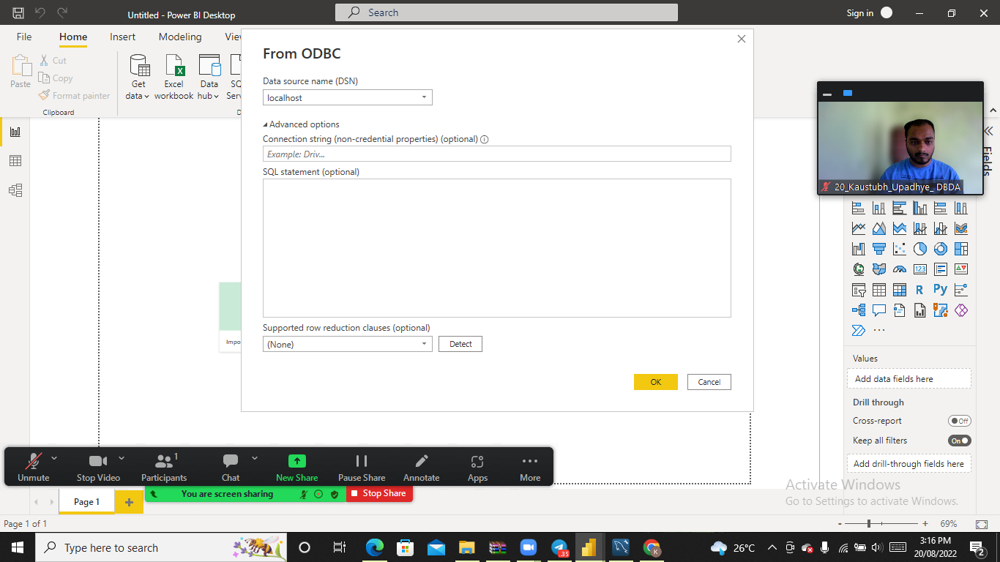 Untitled - Power BI Desktop
Search
Sign in
File
Home
Insert
Modeling
Paste
Cut
Copy
Format painter
Clipboard
Get data
Excel workbook
Data hub
From ODBC
Data source name (DSN)
localhost
Advanced options
Connection string (non-credential properties) (optional)
Example: Driv...
SQL statement (optional)
Supported row reduction clauses (optional)
(None)
Detect
OK
Cancel
20_Kaustubh_Upadhye_ DBDA
Fields
123
R
Py
Values
Add data fields here
Drill through
Cross-report
Off
Keep all filters
On
Add drill-through fields here
Unmute
Stop Video
1
Participants
Chat
New Share
Pause Share
Annotate
Apps
More
You are screen sharing
Stop Share
Activate Windows
Go to Settings to activate Windows.
Page 1
Page 1 of 1
69%
Type here to search
35
K
26°C
3:16 PM
20/08/2022
2